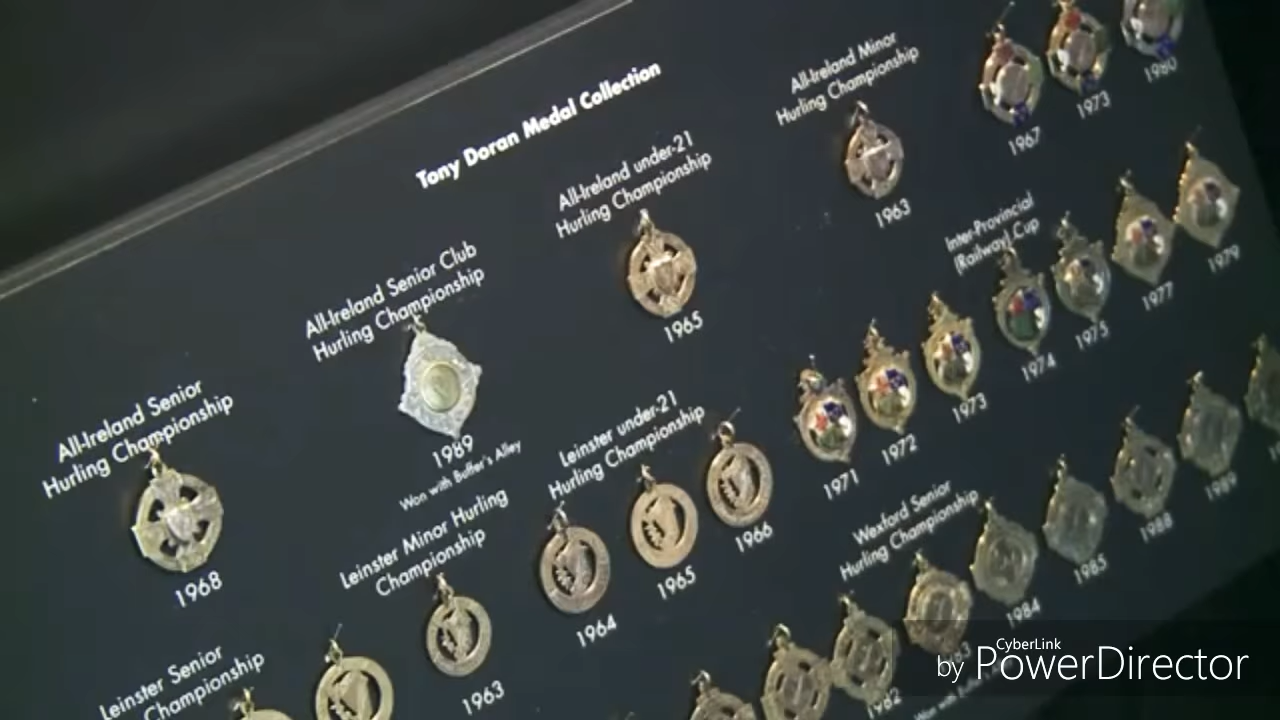 Tony Doran Medal Collection
All-Ireland Minor
Hurling Championship
1963
1967
1973
1980
All-Ireland under-21
Hurling Championship
1965
Inter-Provincial
(Railway) Cup
1971
1972
1973
1974
1975
1977
1979
All-Ireland Senior Club
Hurling Championship
1989
Won with Buffer's Alley
All-Ireland Senior
Hurling Championship
1968
Leinster under-21
Hurling Championship
1964
1965
1966
Leinster Minor Hurling
Championship
1963
Wexford Senior
Hurling Championship
1982
1984
1985
1988
1989
Leinster Senior
Championship
Won with
CyberLink
by PowerDirector